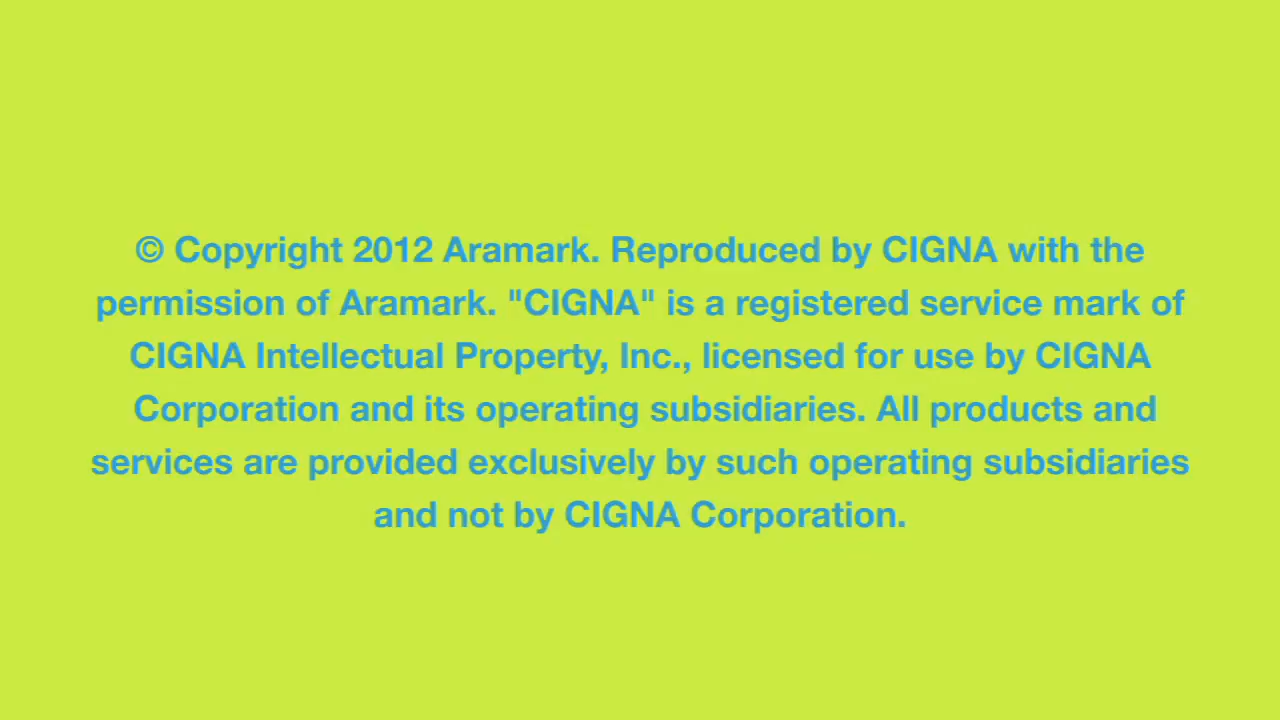 © Copyright 2012 Aramark. Reproduced by CIGNA with the
permission of Aramark. "CIGNA" is a registered service mark of
CIGNA Intellectual Property, Inc., licensed for use by CIGNA
Corporation and its operating subsidiaries. All products and
services are provided exclusively by such operating subsidiaries
and not by CIGNA Corporation.